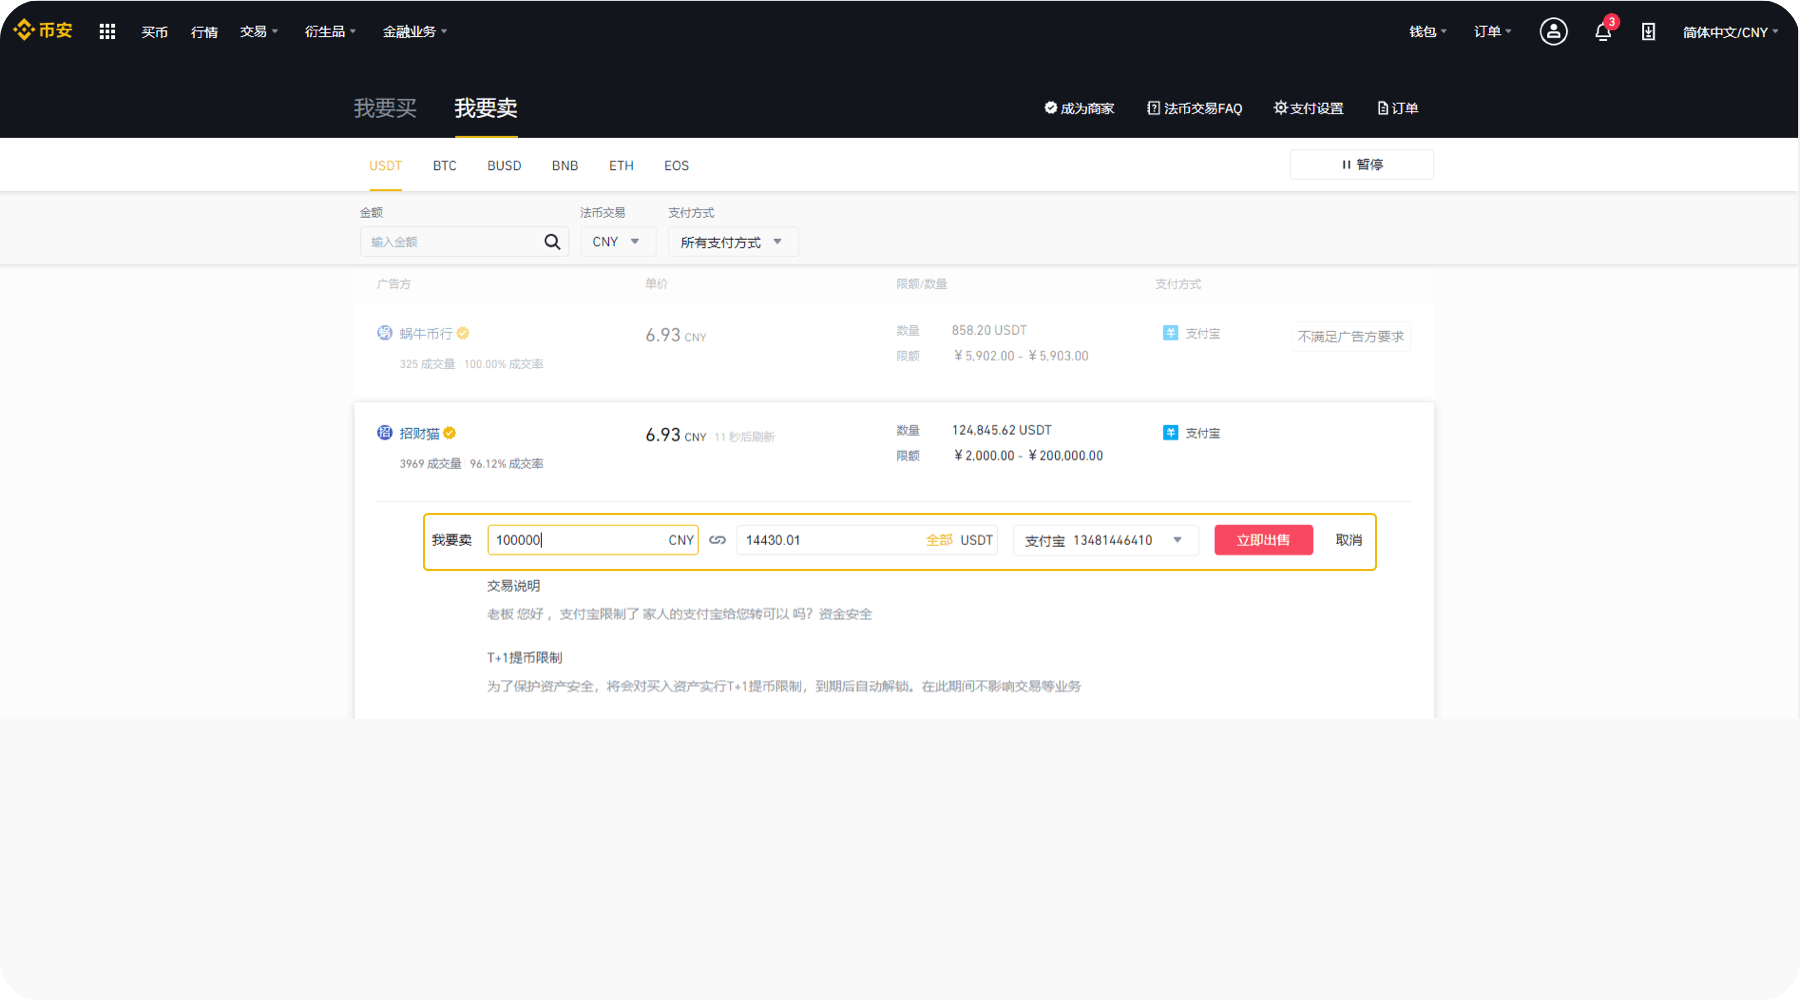 币安 买币 行情 交易 衍生品 金融业务 钱包 订单 3 简体中文/CNY
我要买 我要卖 成为商家 法币交易FAQ 支付设置 订单
USDT BTC BUSD BNB ETH EOS 暂停
金额 法币交易 支付方式
输入金额 CNY 所有支付方式
广告方 单价 限额/数量 支付方式
蜗 蜗牛币行 6.93 CNY 数量 858.20 USDT 支付宝 不满足广告方要求
325 成交量 100.00% 成交率 限额 ¥5,902.00 - ¥5,903.00
招 招财猫 6.93 CNY 11 秒后刷新 数量 124,845.62 USDT 支付宝
3969 成交量 96.12% 成交率 限额 ¥2,000.00 - ¥200,000.00
我要卖 100000 CNY 14430.01 全部 USDT 支付宝 13481446410 立即出售 取消
交易说明
老板 您好 ，支付宝限制了 家人的支付宝给您转可以 吗？资金安全
T+1提币限制
为了保护资产安全，将会对买入资产实行T+1提币限制，到期后自动解锁。在此期间不影响交易等业务